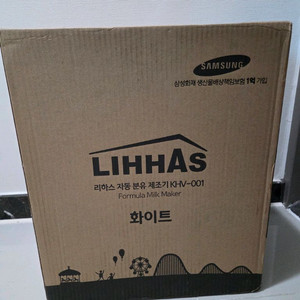 SAMSUNG
삼성화재 생산물배상책임보험 1억 가입
LIHHAS
리하스 자동 분유 제조기 KHV-001
Formula Milk Maker
화이트